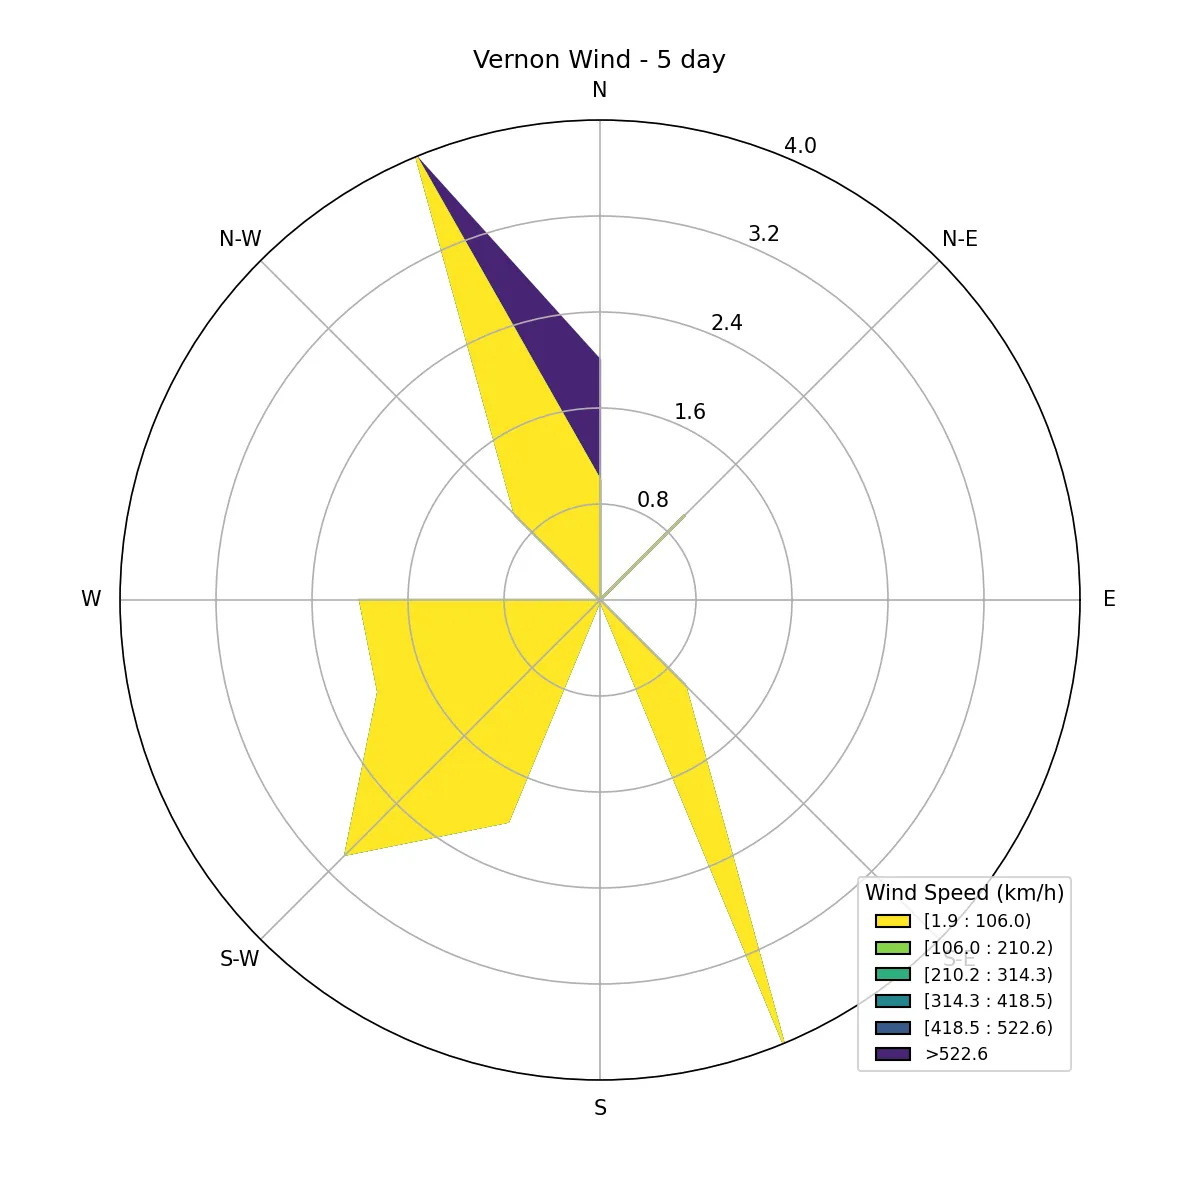 Vernon Wind - 5 day
N
4.0
N-W
N-E
3.2
2.4
1.6
0.8
W
E
Wind Speed (km/h)
[1.9 : 106.0)
[106.0 : 210.2)
S-W
S-E
[210.2 : 314.3)
[314.3 : 418.5)
[418.5 : 522.6)
>522.6
S